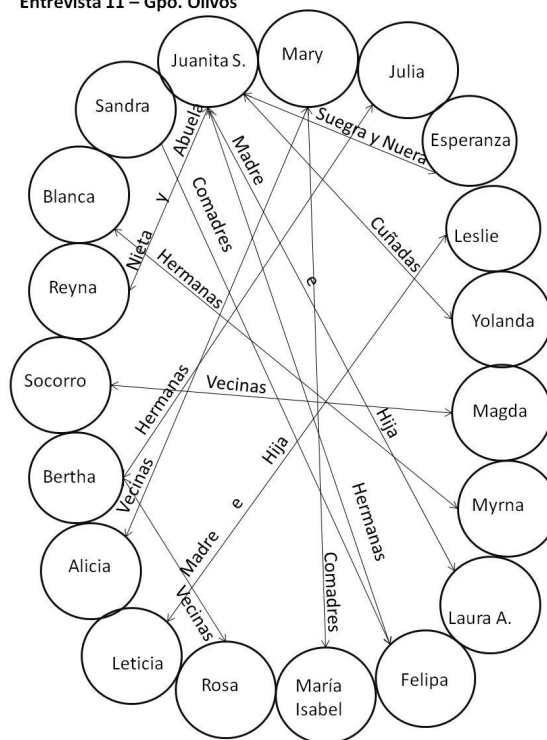 Entrevista 11 – Gpo. Olivos
Juanita S.
Mary
Julia
Esperanza
Leslie
Yolanda
Magda
Myrna
Laura A.
Felipa
María
Isabel
Rosa
Leticia
Alicia
Bertha
Socorro
Reyna
Blanca
Sandra
Nieta y Abuela
Comadres
Madre e Hija
Suegra y Nuera
Cuñadas
Hermanas
Vecinas
Hermanas
Vecinas
Madre e Hija
Hermanas
Comadres
Vecinas